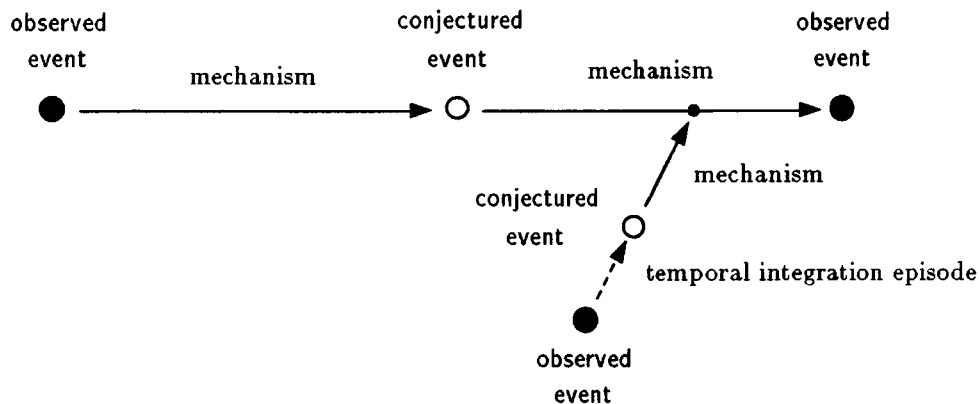 observed
event
mechanism
conjectured
event
mechanism
observed
event
mechanism
conjectured
event
temporal integration episode
observed
event